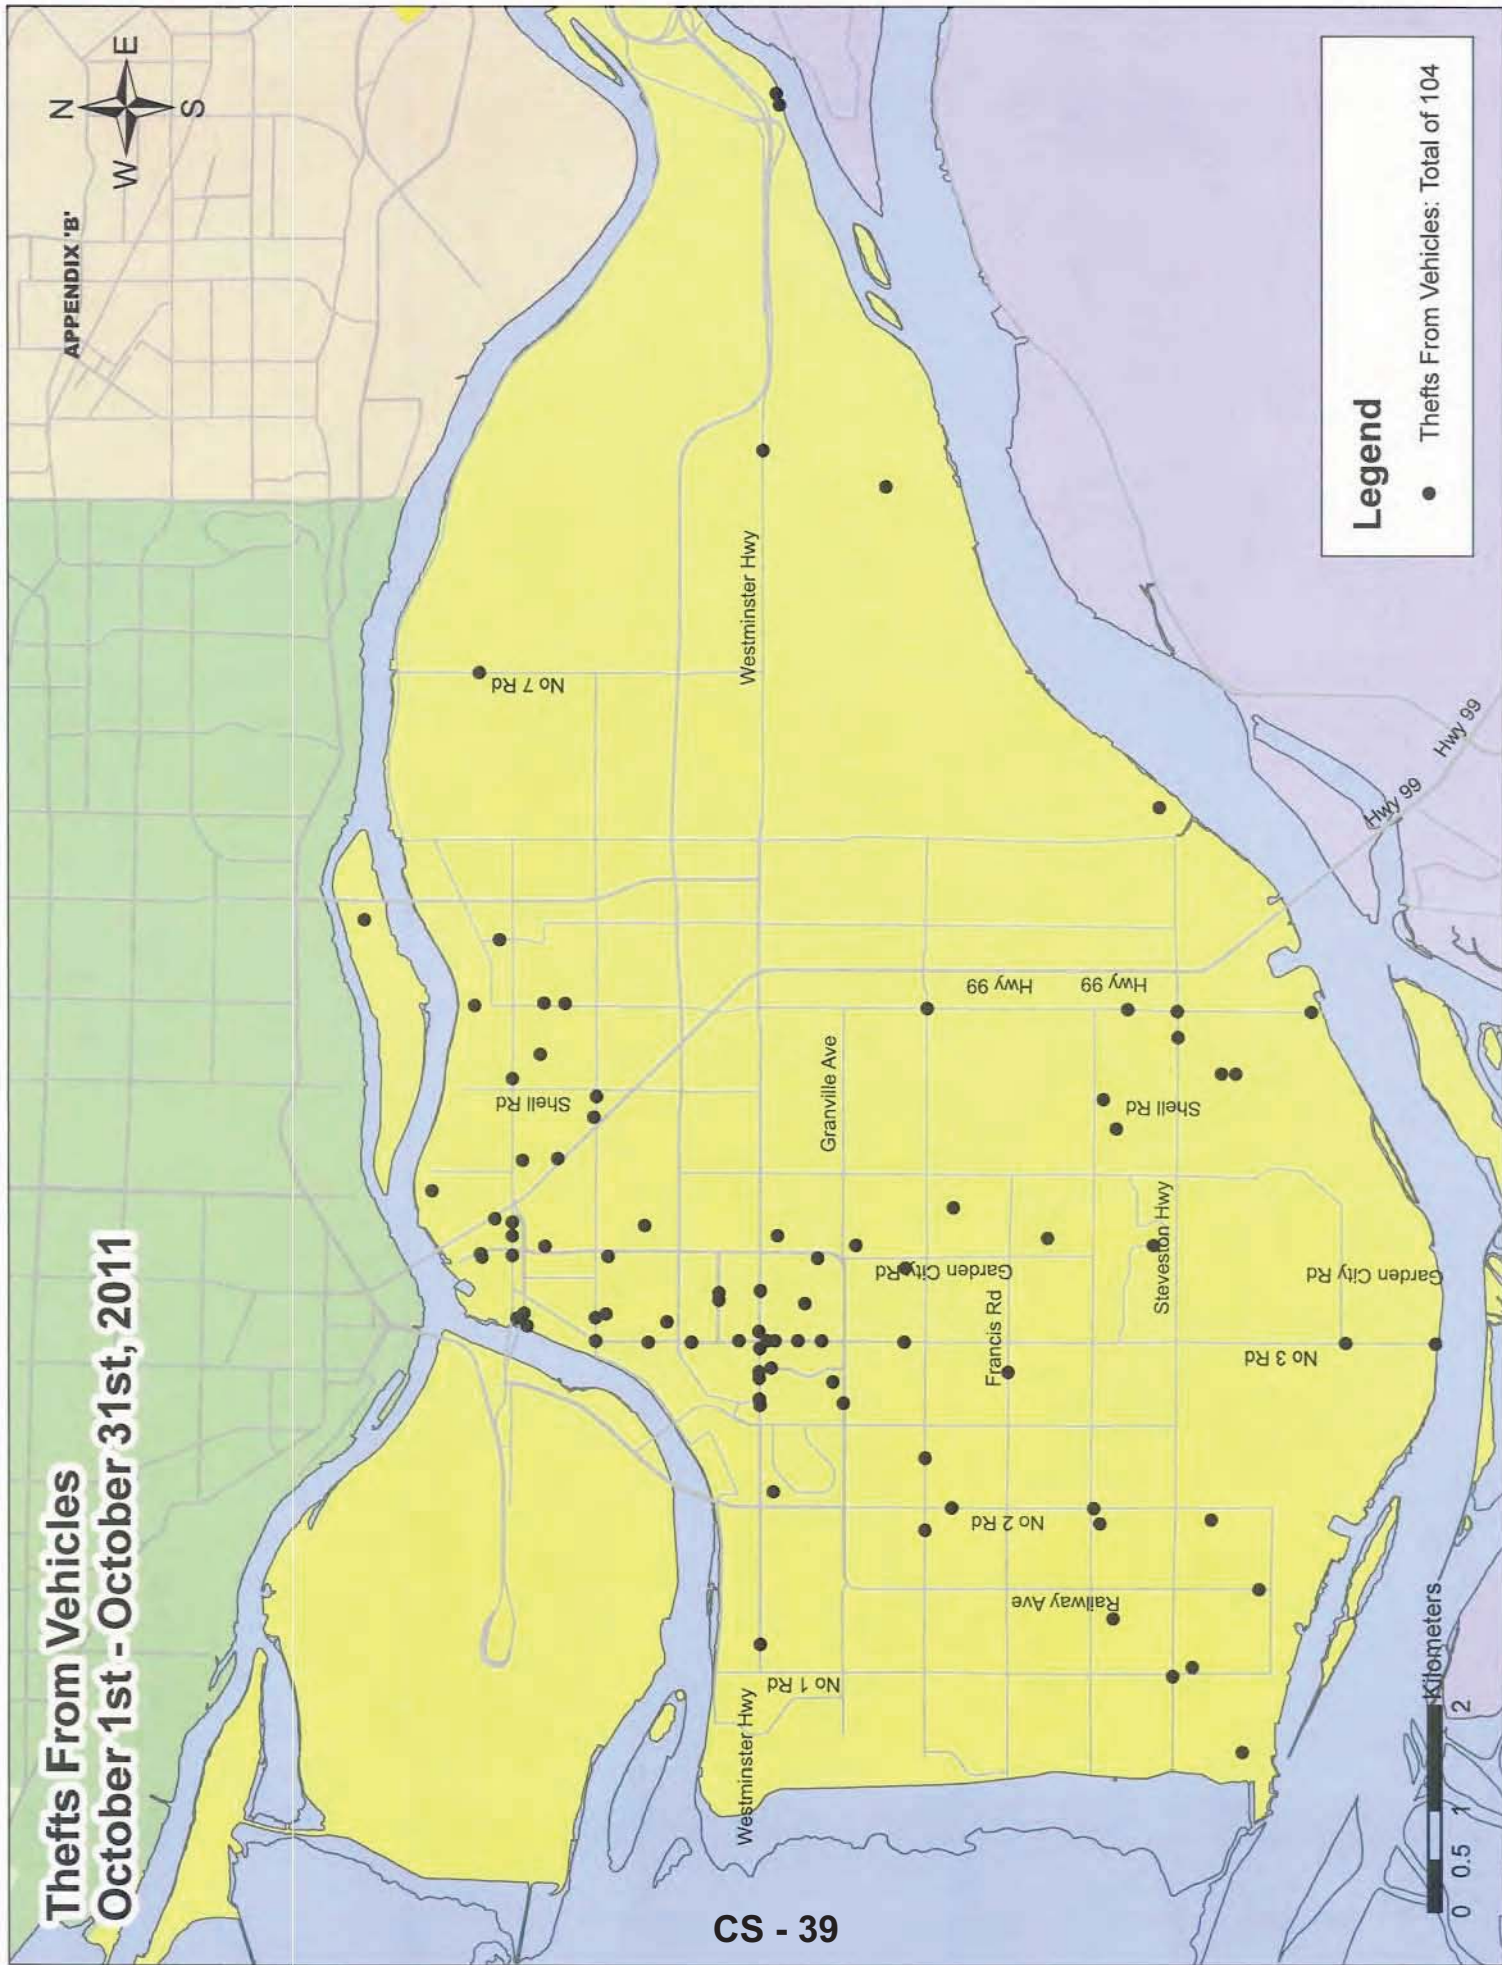 Thefts From Vehicles
October 1st - October 31st, 2011
APPENDIX 'B'
N
W
E
S
No 7 Rd
Westminster Hwy
Shell Rd
Hwy 99
Hwy 99
Hwy 99
Hwy 99
Granville Ave
Shell Rd
Garden City Rd
Francis Rd
Steveston Hwy
Garden City Rd
No 3 Rd
No 2 Rd
Railway Ave
No 1 Rd
Westminster Hwy
Legend
Thefts From Vehicles: Total of 104
Kilometers
0 0.5 1 2
CS - 39